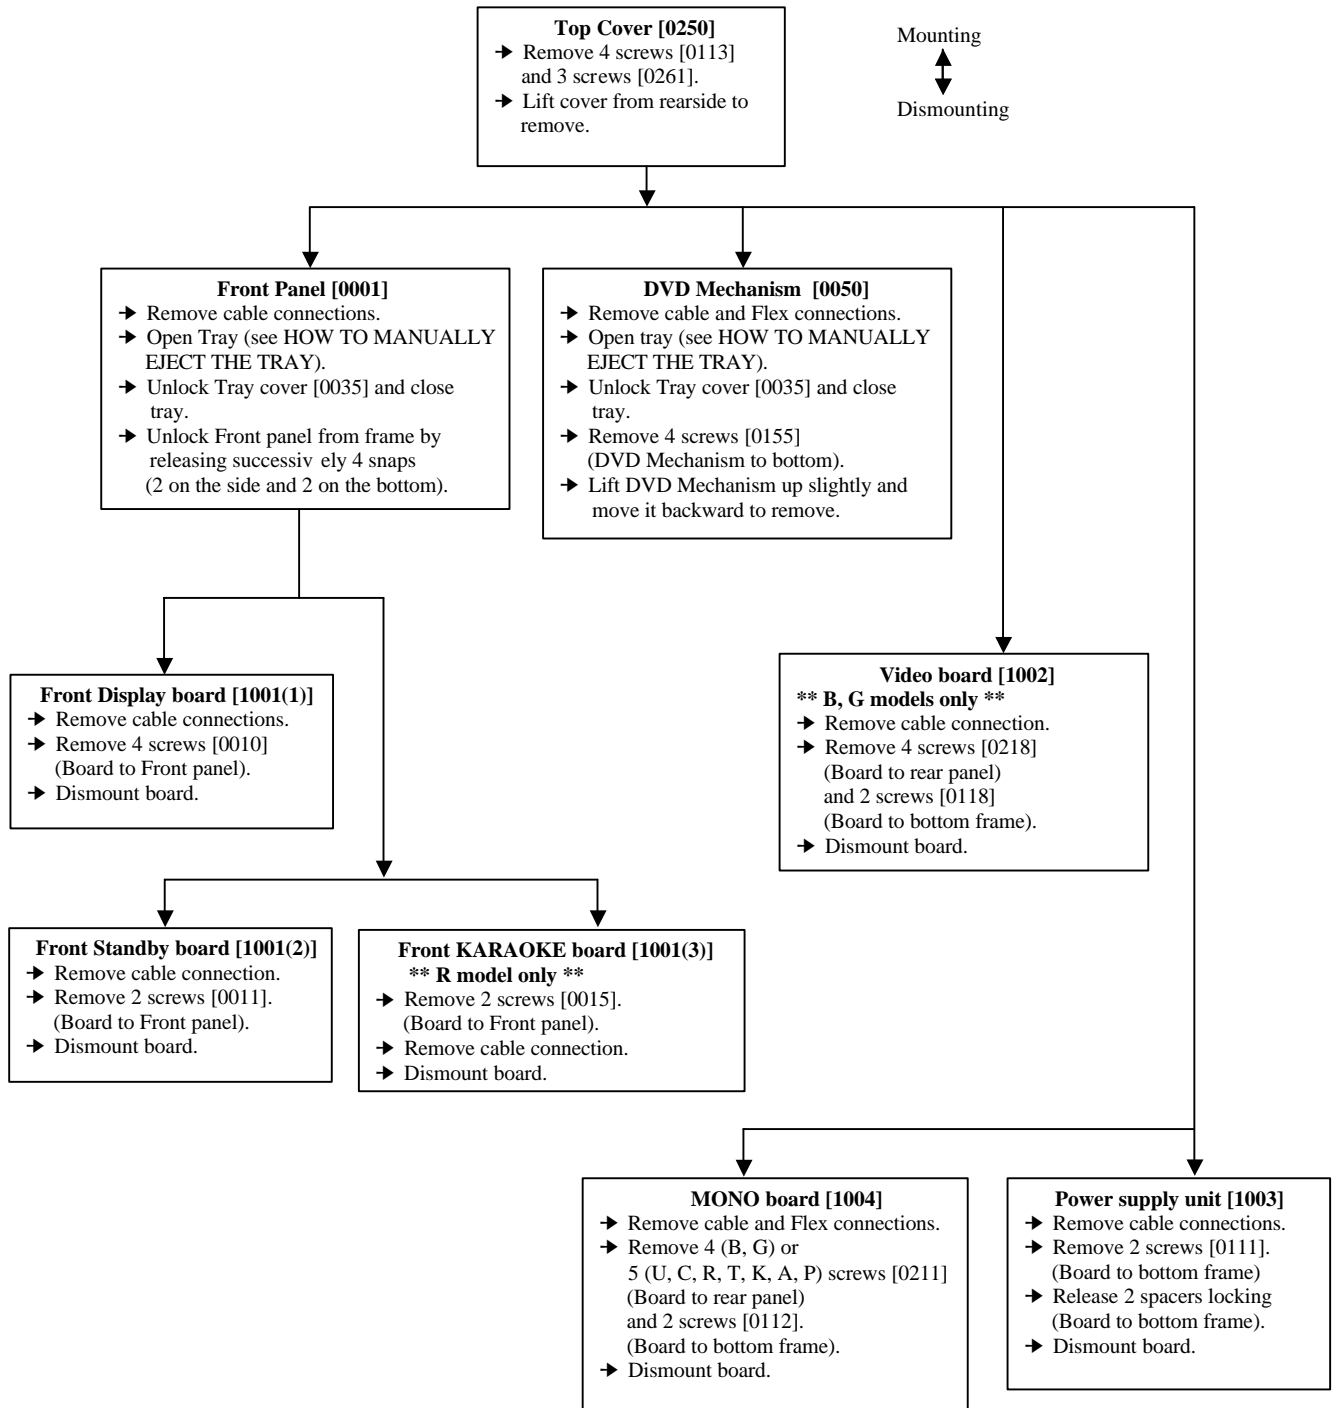 Top Cover [0250]
Remove 4 screws [0113]
and 3 screws [0261].
Lift cover from rearside to
remove.
Mounting
Dismounting
Front Panel [0001]
Remove cable connections.
Open Tray (see HOW TO MANUALLY
EJECT THE TRAY).
Unlock Tray cover [0035] and close
tray.
Unlock Front panel from frame by
releasing successiv ely 4 snaps
(2 on the side and 2 on the bottom).
DVD Mechanism [0050]
Remove cable and Flex connections.
Open tray (see HOW TO MANUALLY
EJECT THE TRAY).
Unlock Tray cover [0035] and close
tray.
Remove 4 screws [0155]
(DVD Mechanism to bottom).
Lift DVD Mechanism up slightly and
move it backward to remove.
Front Display board [1001(1)]
Remove cable connections.
Remove 4 screws [0010]
(Board to Front panel).
Dismount board.
Video board [1002]
** B, G models only **
Remove cable connection.
Remove 4 screws [0218]
(Board to rear panel)
and 2 screws [0118]
(Board to bottom frame).
Dismount board.
Front Standby board [1001(2)]
Remove cable connection.
Remove 2 screws [0011].
(Board to Front panel).
Dismount board.
Front KARAOKE board [1001(3)]
** R model only **
Remove 2 screws [0015].
(Board to Front panel).
Remove cable connection.
Dismount board.
MONO board [1004]
Remove cable and Flex connections.
Remove 4 (B, G) or
5 (U, C, R, T, K, A, P) screws [0211]
(Board to rear panel)
and 2 screws [0112].
(Board to bottom frame).
Dismount board.
Power supply unit [1003]
Remove cable connections.
Remove 2 screws [0111].
(Board to bottom frame)
Release 2 spacers locking
(Board to bottom frame).
Dismount board.